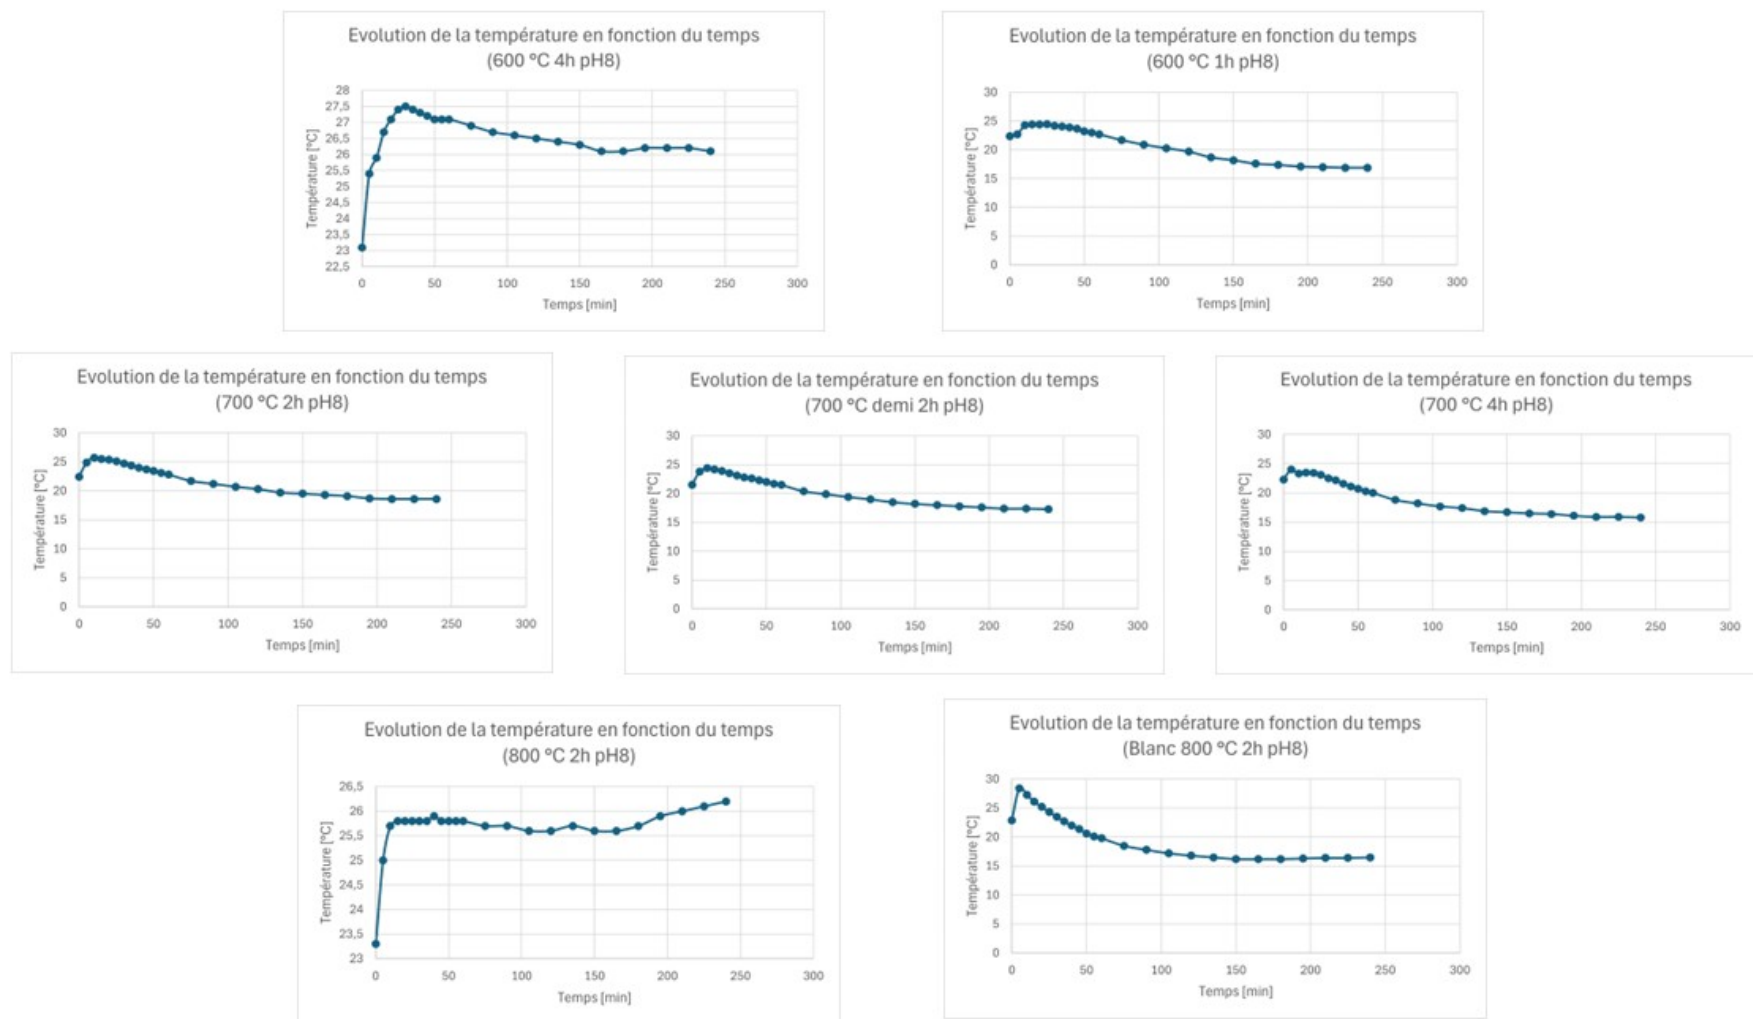 Evolution de la température en fonction du temps
(600 °C 4h pH8)
Température [°C]
28
27,5
27
26,5
26
25,5
25
24,5
24
23,5
23
22,5
0 50 100 150 200 250 300
Temps [min]
Evolution de la température en fonction du temps
(600 °C 1h pH8)
Température [°C]
30
25
20
15
10
5
0
0 50 100 150 200 250 300
Temps [min]
Evolution de la température en fonction du temps
(700 °C 2h pH8)
Température [°C]
30
25
20
15
10
5
0
0 50 100 150 200 250 300
Temps [min]
Evolution de la température en fonction du temps
(700 °C demi 2h pH8)
Température [°C]
30
25
20
15
10
5
0
0 50 100 150 200 250 300
Temps [min]
Evolution de la température en fonction du temps
(700 °C 4h pH8)
Température [°C]
30
25
20
15
10
5
0
0 50 100 150 200 250 300
Temps [min]
Evolution de la température en fonction du temps
(800 °C 2h pH8)
Température [°C]
26,5
26
25,5
25
24,5
24
23,5
23
0 50 100 150 200 250 300
Temps [min]
Evolution de la température en fonction du temps
(Blanc 800 °C 2h pH8)
Température [°C]
30
25
20
15
10
5
0
0 50 100 150 200 250 300
Temps [min]